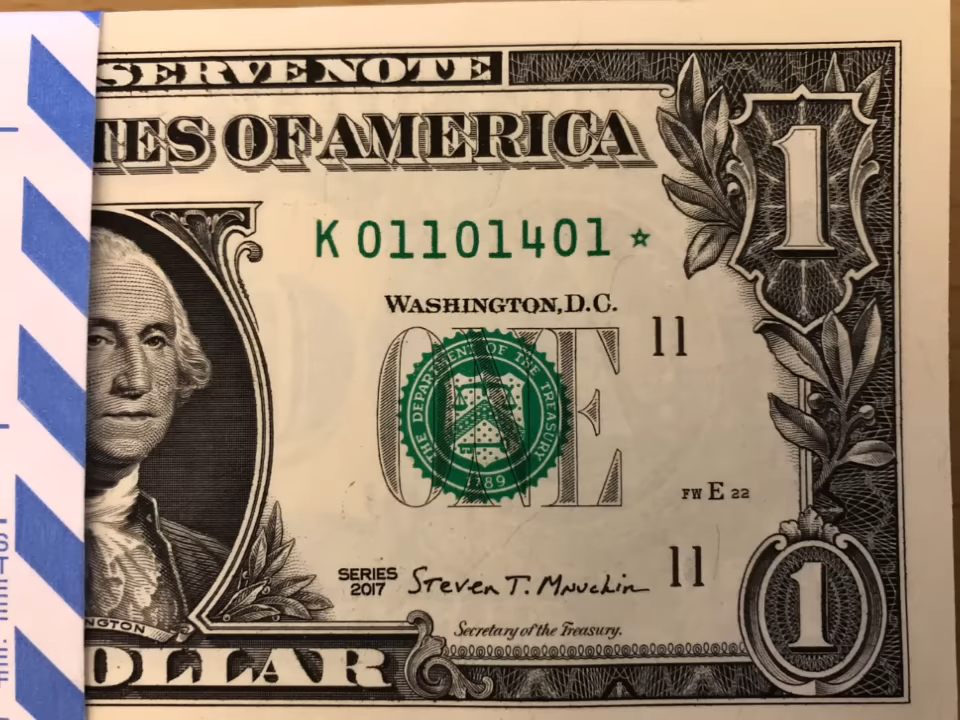 SERVE NOTE
TES OF AMERICA
1
K 01101401 ☆
WASHINGTON, D.C.
11
ONE
THE DEPARTMENT OF THE TREASURY
1789
FW E 22
SERIES
2017
Steven T. Mnuchin
11
Secretary of the Treasury.
NGTON
OLLAR
1